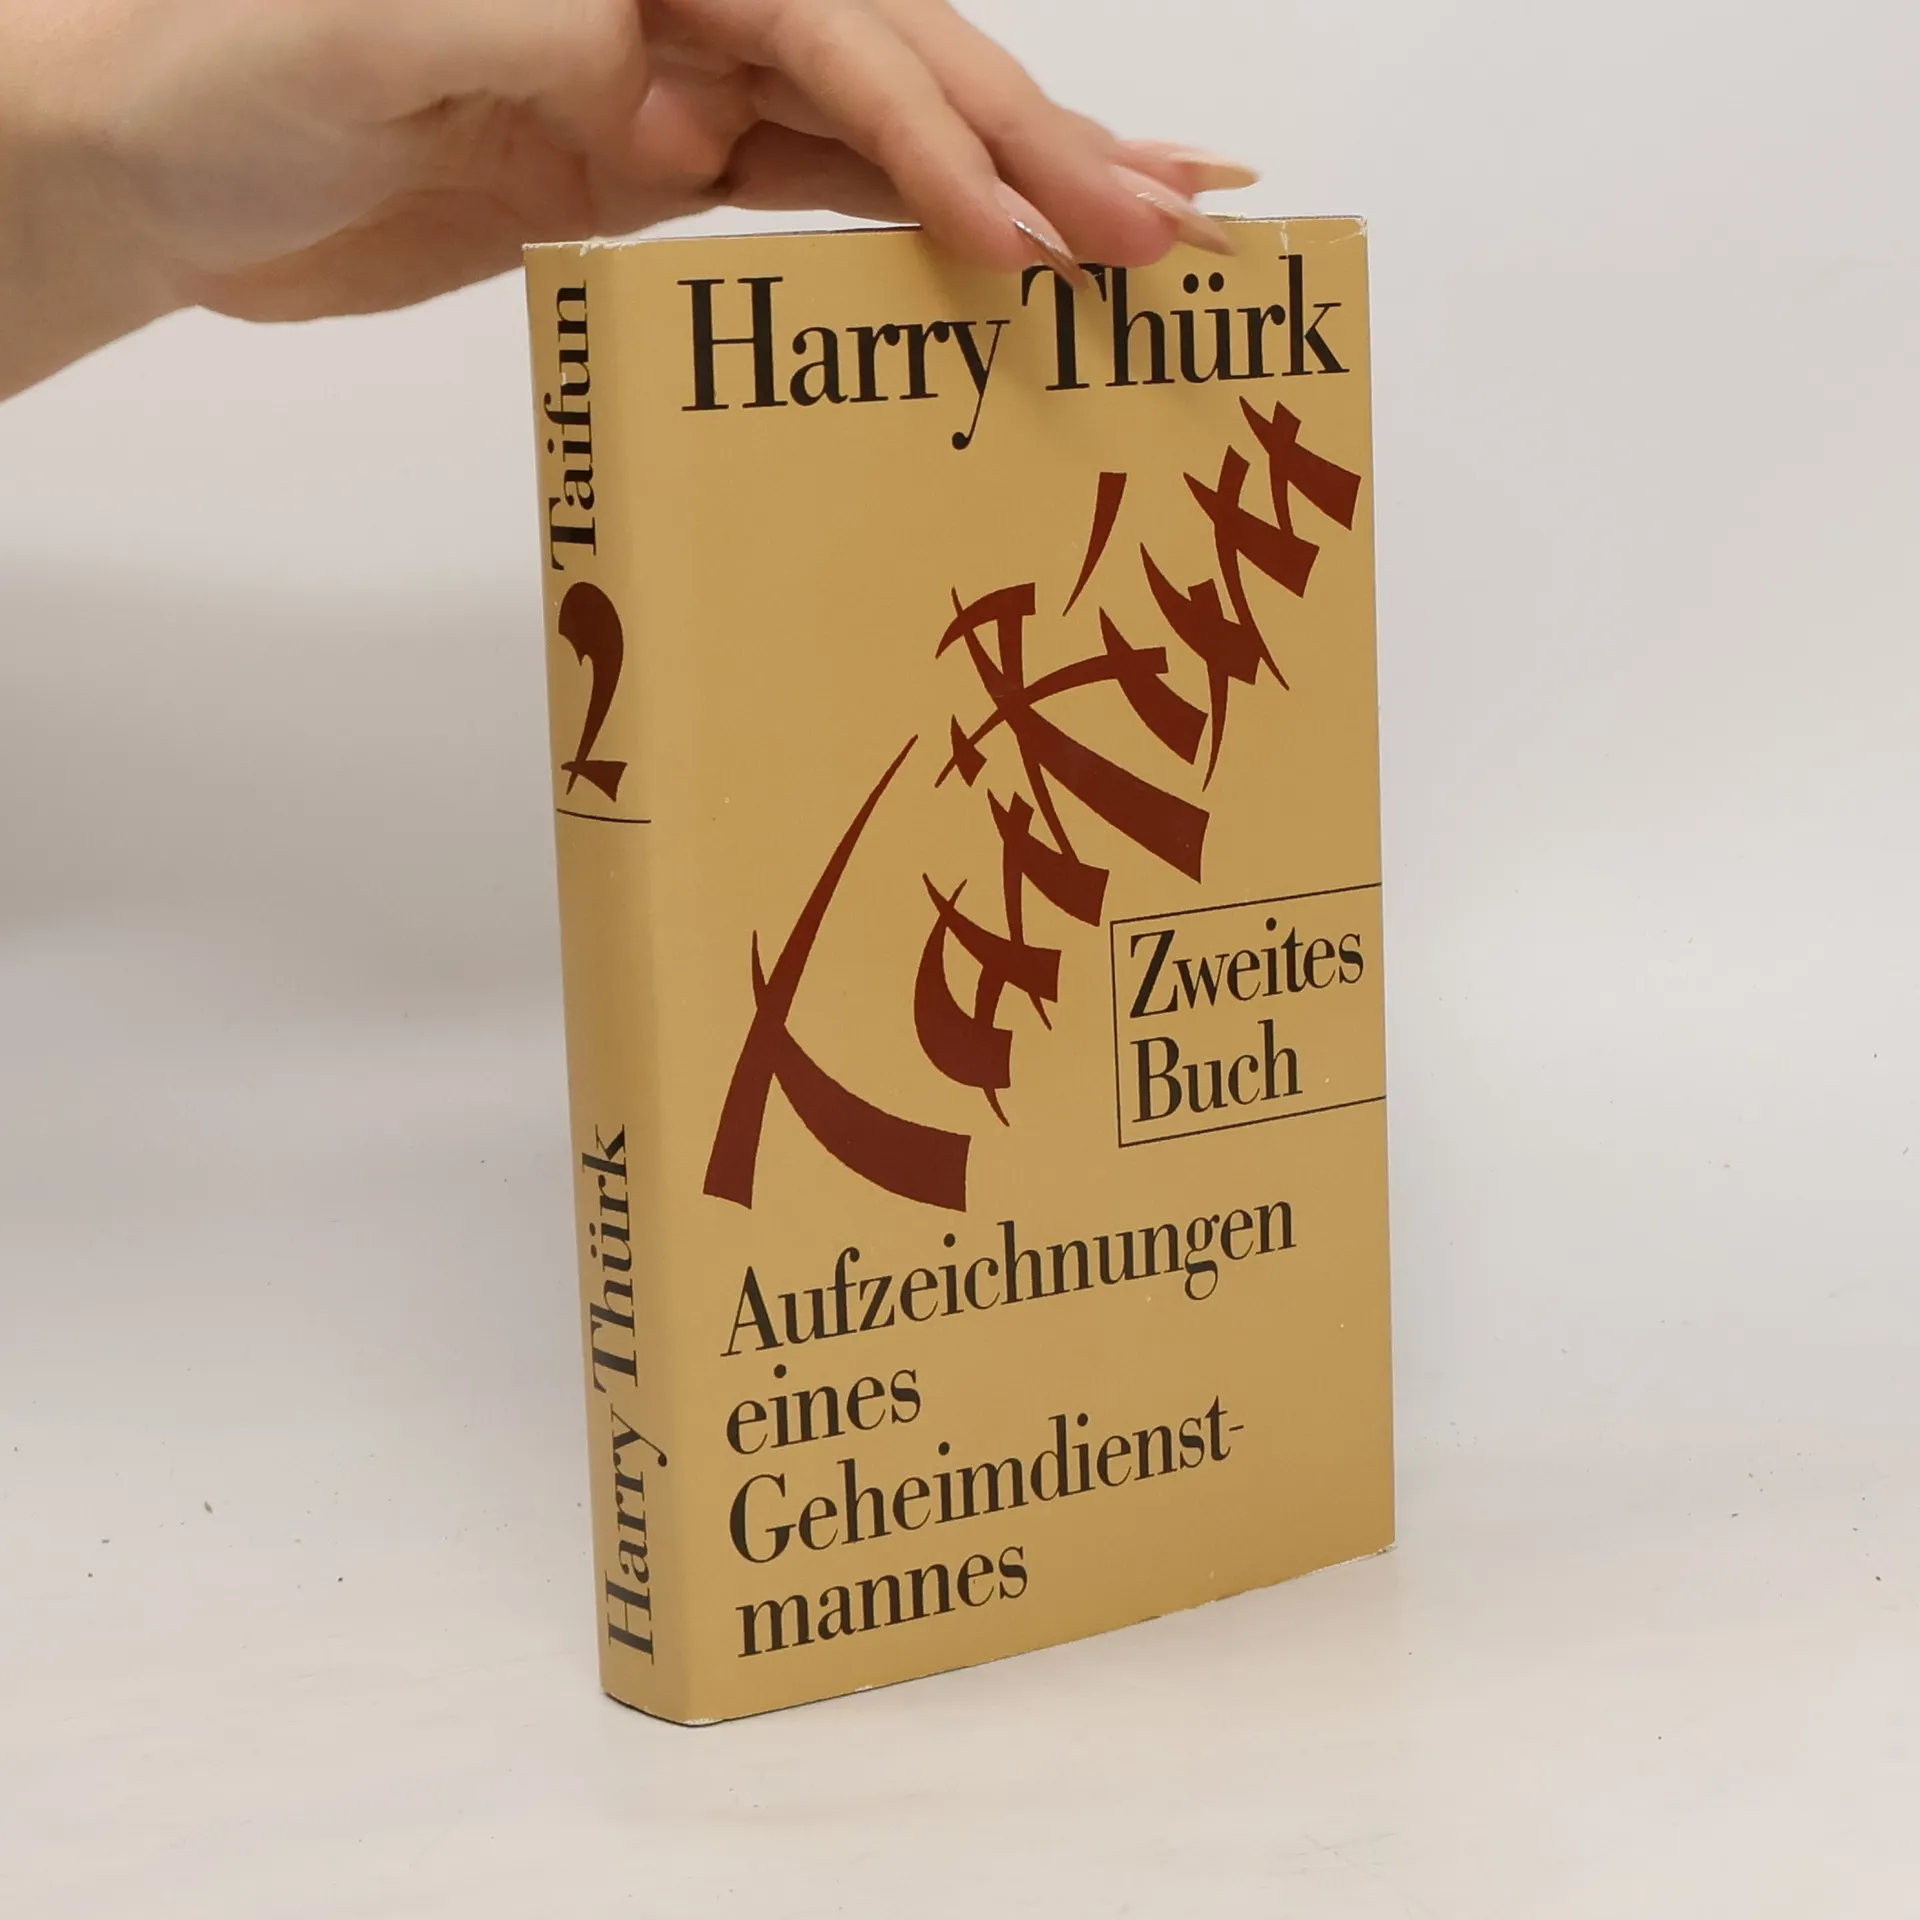 Harry Thürk
Taifun
Zweites
Buch
Aufzeichnungen
eines
Geheimdienst-
mannes
Harry Thürk
2 Taifun